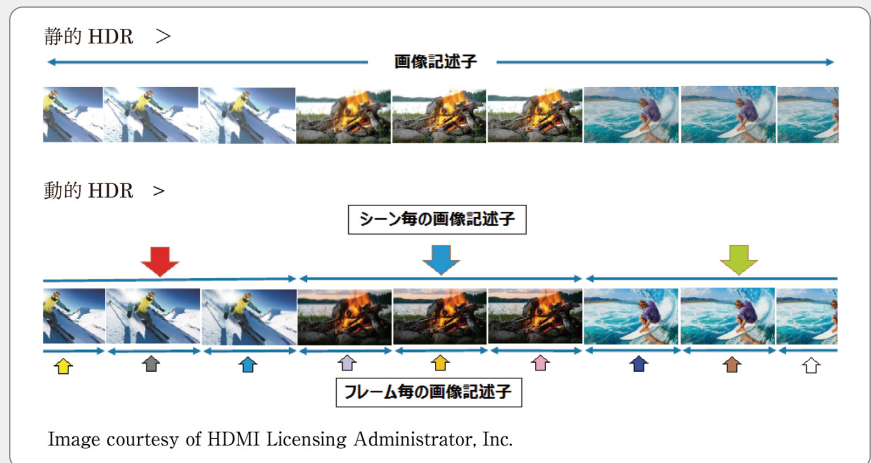 静的 HDR　>
画像記述子
動的 HDR　>
シーン毎の画像記述子
フレーム毎の画像記述子
Image courtesy of HDMI Licensing Administrator, Inc.